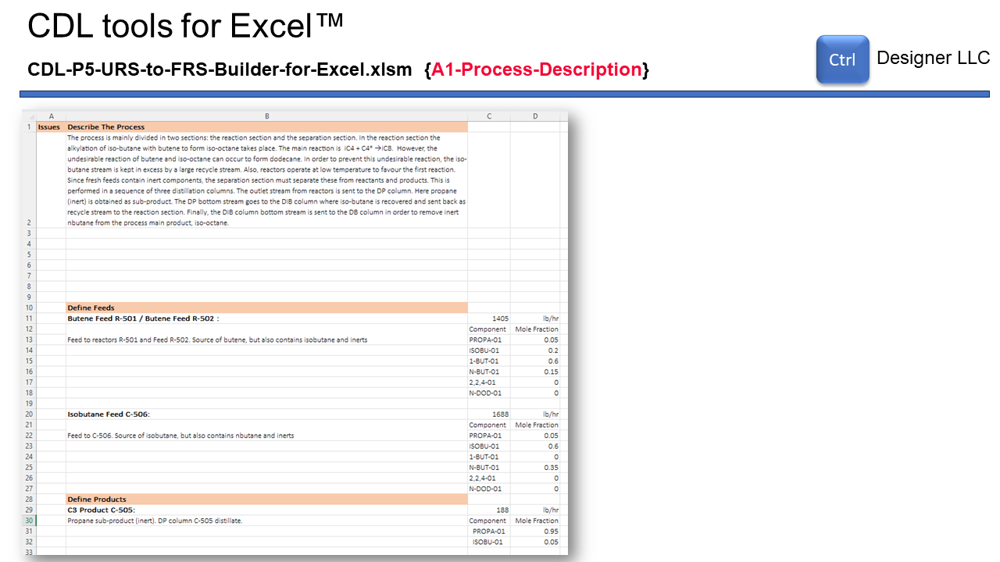 CDL tools for Excel™
CDL-P5-URS-to-FRS-Builder-for-Excel.xlsm {A1-Process-Description}
Ctrl
Designer LLC
A B C D
1 Issues Describe The Process
The process is mainly divided in two sections: the reaction section and the separation section. In the reaction section the
alkylation of iso-butane with butene to form iso-octane takes place. The main reaction is iC4 + C4" →iC8. However, the
undesirable reaction of butene and iso-octane can occur to form dodecane. In order to prevent this undesirable reaction, the iso-
butane stream is kept in excess by a large recycle stream. Also, reactors operate at low temperature to favour the first reaction.
Since fresh feeds contain inert components, the separation section must separate these from reactants and products. This is
performed in a sequence of three distillation columns. The outlet stream from reactors is sent to the DP column. Here propane
(inert) is obtained as sub-product. The DP bottom stream goes to the DIB column where iso-butane is recovered and sent back as
recycle stream to the reaction section. Finally, the DIB column bottom stream is sent to the DB column in order to remove inert
2 nbutane from the process main product, iso-octane.
3
4
5
6
7
8
9
10 Define Feeds
11 Butene Feed R-501 / Butene Feed R-502 : 1405 lb/hr
12 Component Mole Fraction
13 Feed to reactors R-501 and Feed R-502. Source of butene, but also contains isobutane and inerts PROPA-01 0.05
14 ISOBU-01 0.2
15 1-BUT-01 0.6
16 N-BUT-01 0.15
17 2,2,4-01 0
18 N-DOD-01 0
19
20 Isobutane Feed C-506: 1688 lb/hr
21 Component Mole Fraction
22 Feed to C-506. Source of isobutane, but also contains nbutane and inerts PROPA-01 0.05
23 ISOBU-01 0.6
24 1-BUT-01 0
25 N-BUT-01 0.35
26 2,2,4-01 0
27 N-DOD-01 0
28 Define Products
29 C3 Product C-505: 188 lb/hr
30 Propane sub-product (inert). DP column C-505 distillate. Component Mole Fraction
31 PROPA-01 0.95
32 ISOBU-01 0.05
33